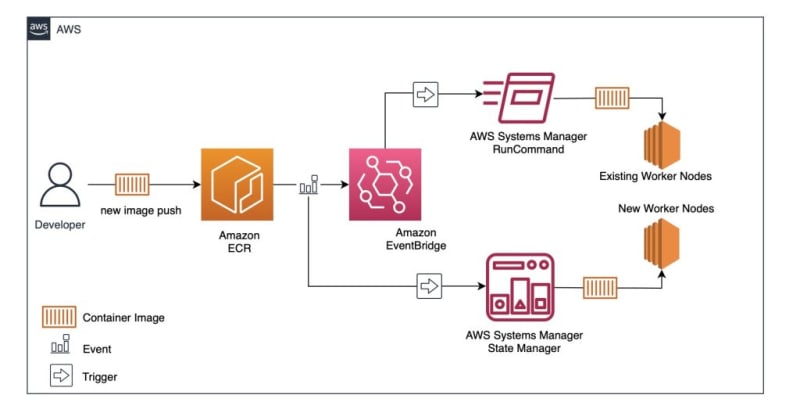 aws
AWS
AWS Systems Manager
RunCommand
Existing Worker Nodes
New Worker Nodes
new image push
Developer
Amazon
ECR
Amazon
EventBridge
AWS Systems Manager
State Manager
Container Image
Event
Trigger